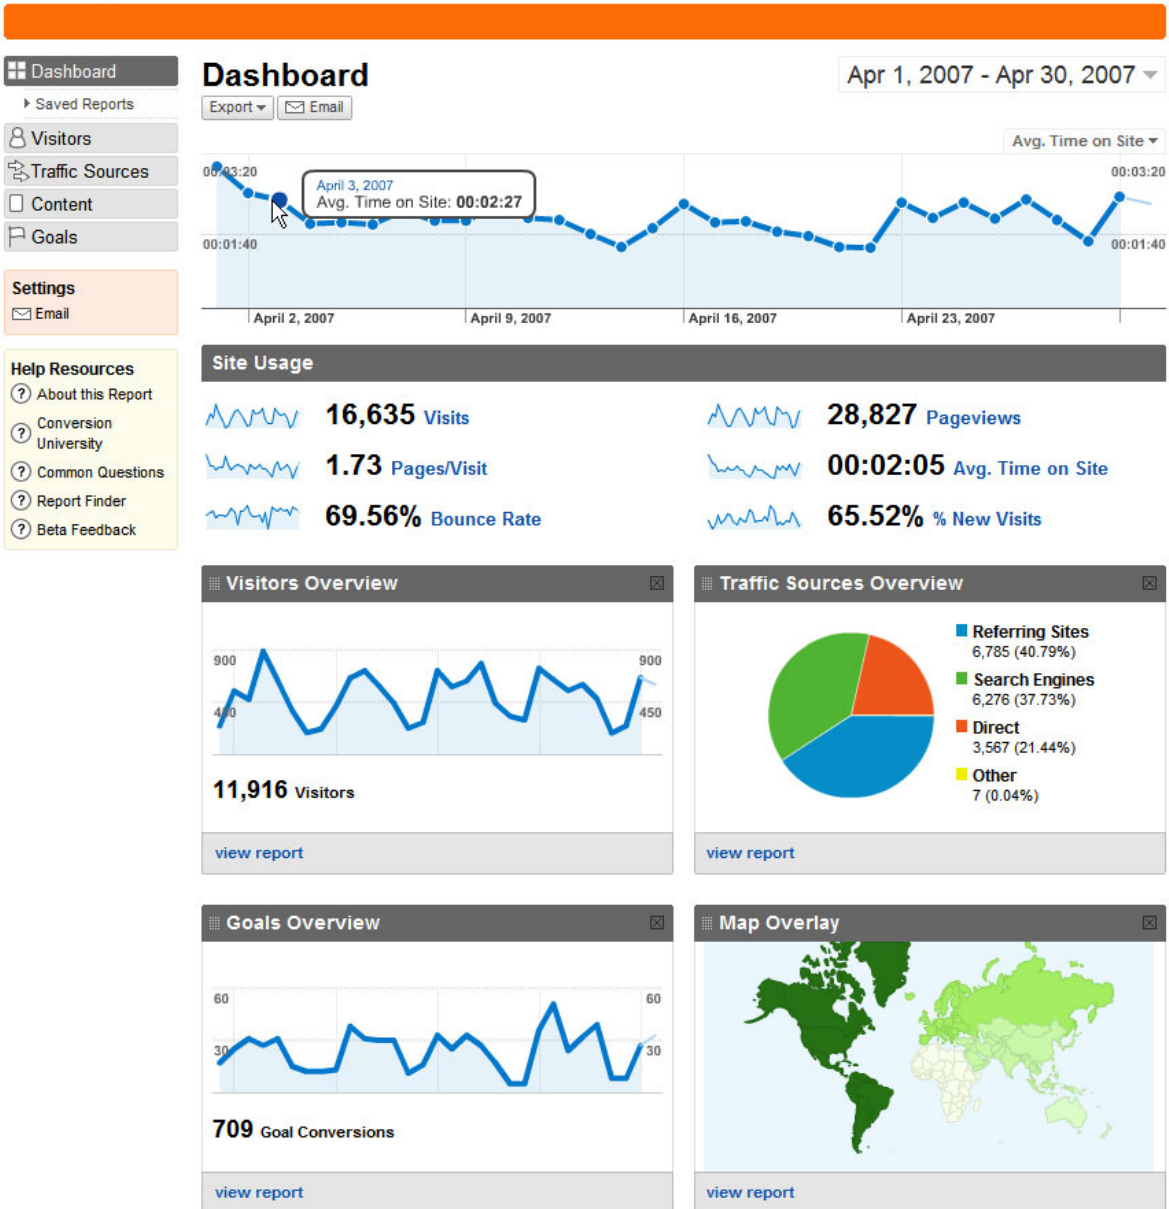 Dashboard
Saved Reports
Visitors
Traffic Sources
Content
Goals
Settings
Email
Help Resources
About this Report
Conversion
University
Common Questions
Report Finder
Beta Feedback
Dashboard
Apr 1, 2007 - Apr 30, 2007
Export
Email
Avg. Time on Site
00:03:20
00:03:20
April 3, 2007
Avg. Time on Site: 00:02:27
00:01:40
00:01:40
April 2, 2007
April 9, 2007
April 16, 2007
April 23, 2007
Site Usage
16,635 Visits
28,827 Pageviews
1.73 Pages/Visit
00:02:05 Avg. Time on Site
69.56% Bounce Rate
65.52% % New Visits
Visitors Overview
900
900
450
450
11,916 Visitors
view report
Traffic Sources Overview
Referring Sites
6,785 (40.79%)
Search Engines
6,276 (37.73%)
Direct
3,567 (21.44%)
Other
7 (0.04%)
view report
Goals Overview
60
60
30
30
709 Goal Conversions
view report
Map Overlay
view report